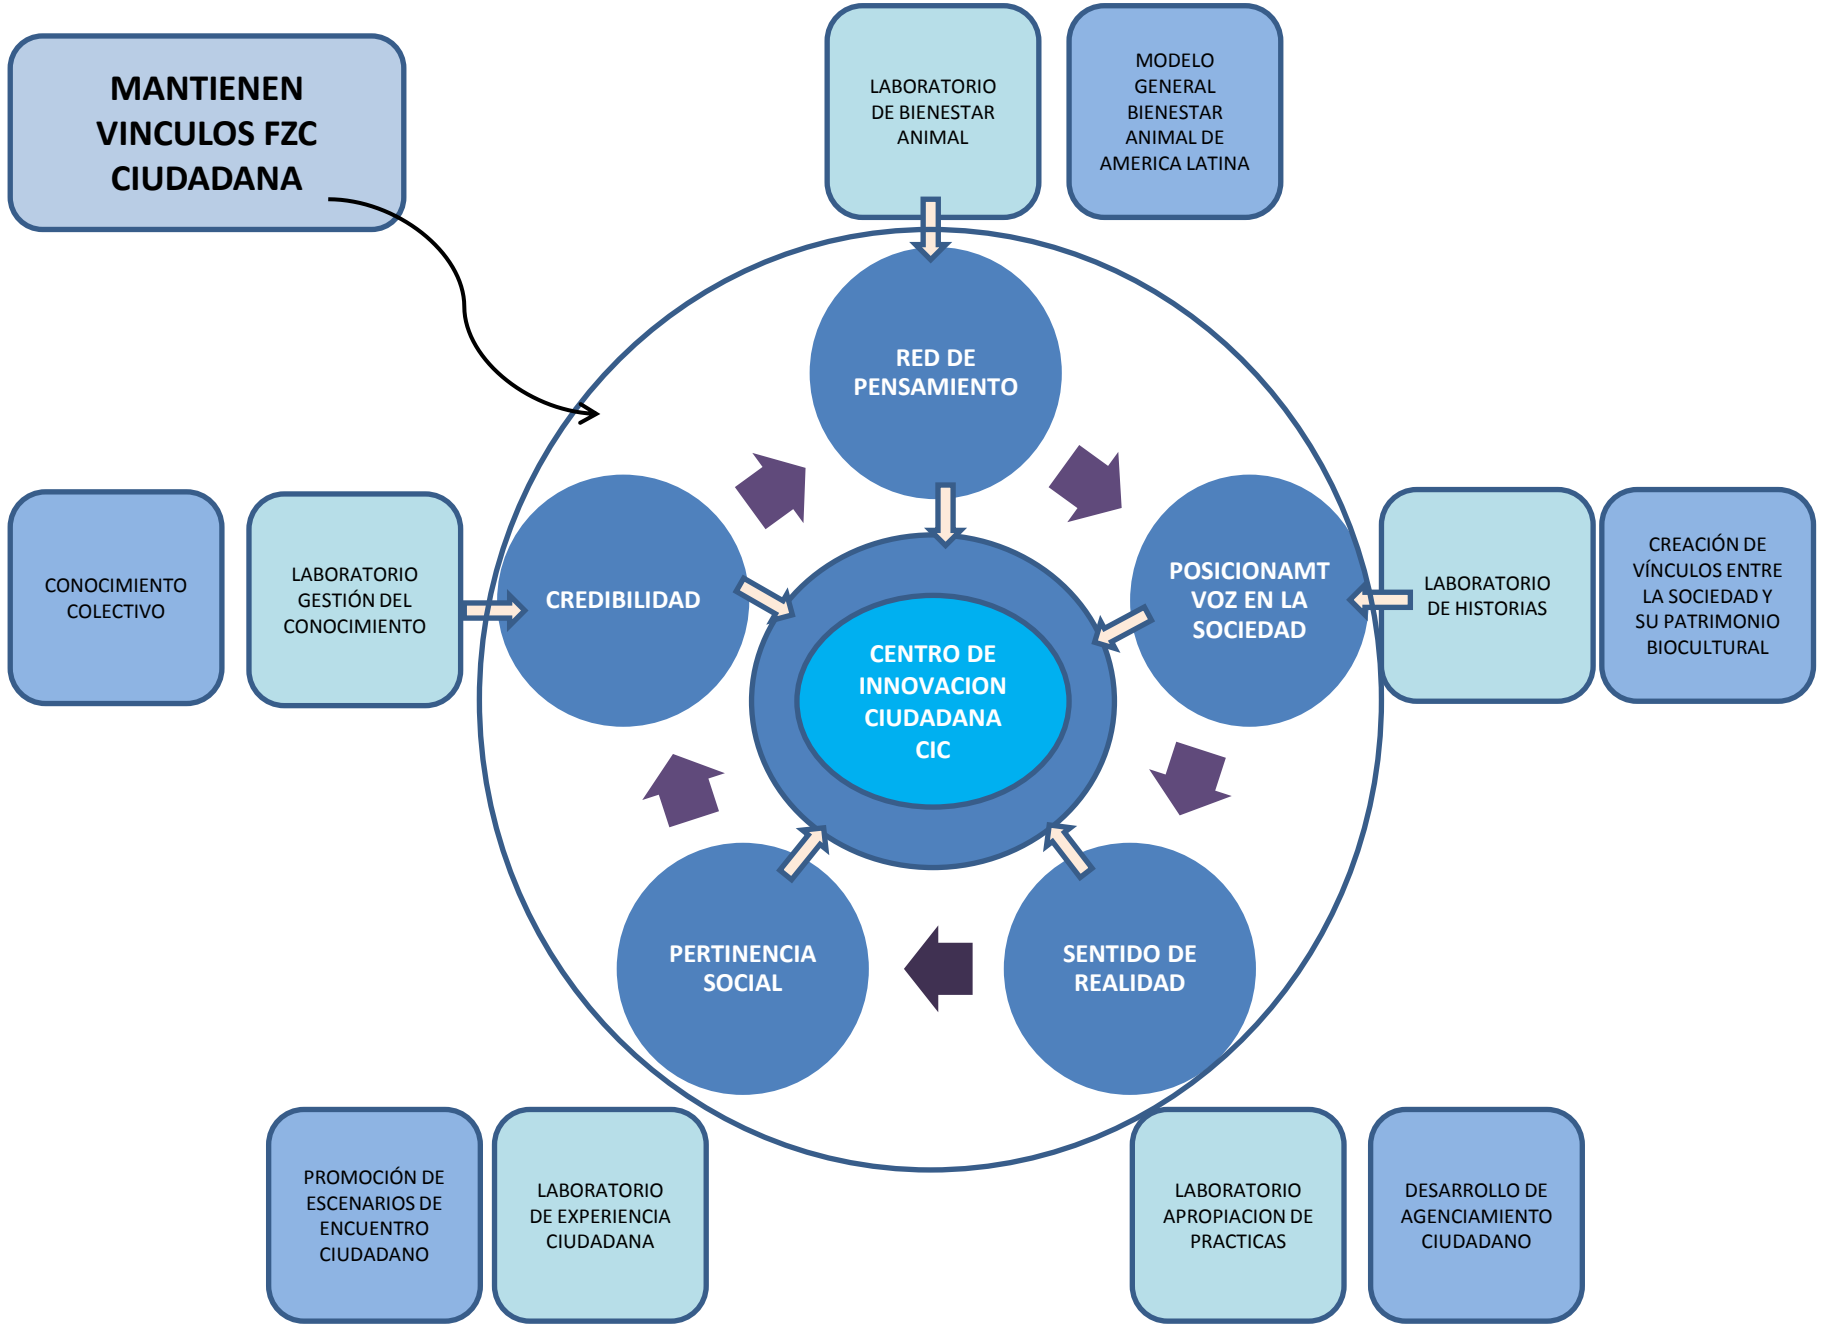 MANTIENEN
VINCULOS FZC
CIUDADANA
LABORATORIO
DE BIENESTAR
ANIMAL
MODELO
GENERAL
BIENESTAR
ANIMAL DE
AMERICA LATINA
RED DE
PENSAMIENTO
CONOCIMIENTO
COLECTIVO
LABORATORIO
GESTIÓN DEL
CONOCIMIENTO
CREDIBILIDAD
POSICIONAMT
VOZ EN LA
SOCIEDAD
LABORATORIO
DE HISTORIAS
CREACIÓN DE
VÍNCULOS ENTRE
LA SOCIEDAD Y
SU PATRIMONIO
BIOCULTURAL
CENTRO DE
INNOVACION
CIUDADANA
CIC
PERTINENCIA
SOCIAL
SENTIDO DE
REALIDAD
PROMOCIÓN DE
ESCENARIOS DE
ENCUENTRO
CIUDADANO
LABORATORIO
DE EXPERIENCIA
CIUDADANA
LABORATORIO
APROPIACION DE
PRACTICAS
DESARROLLO DE
AGENCIAMIENTO
CIUDADANO